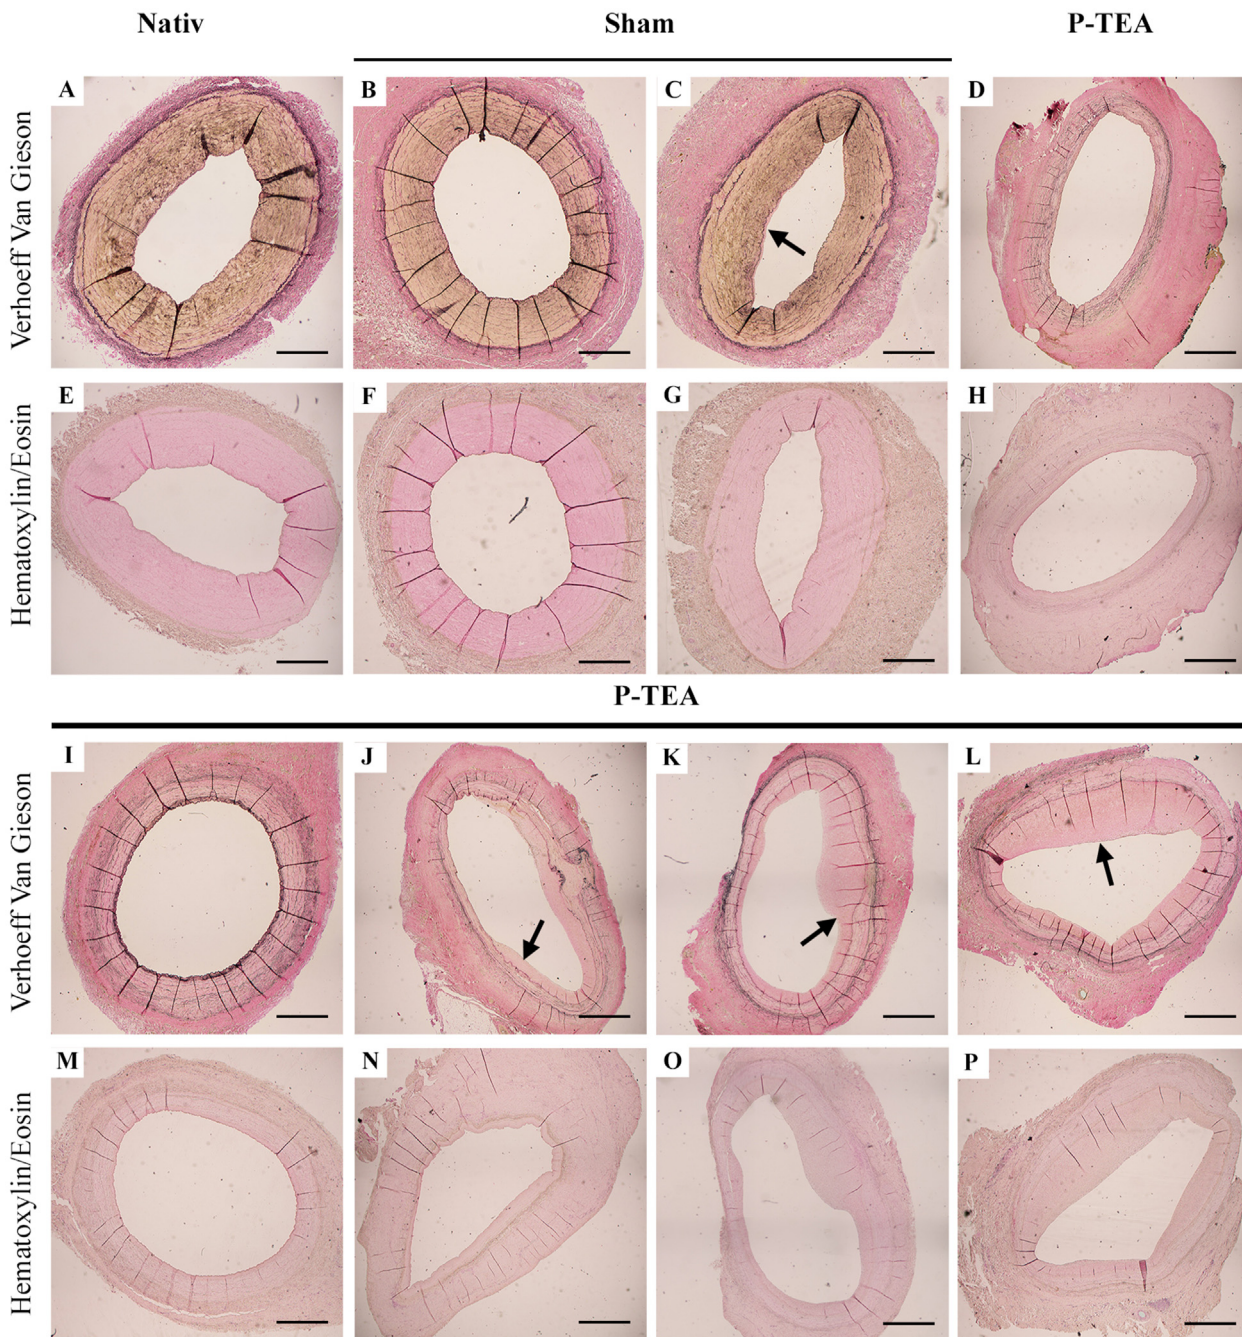 Nativ Sham P-TEA
Verhoeff Van Gieson
A B C D
Hematoxylin/Eosin
E F G H
P-TEA
Verhoeff Van Gieson
I J K L
Hematoxylin/Eosin
M N O P